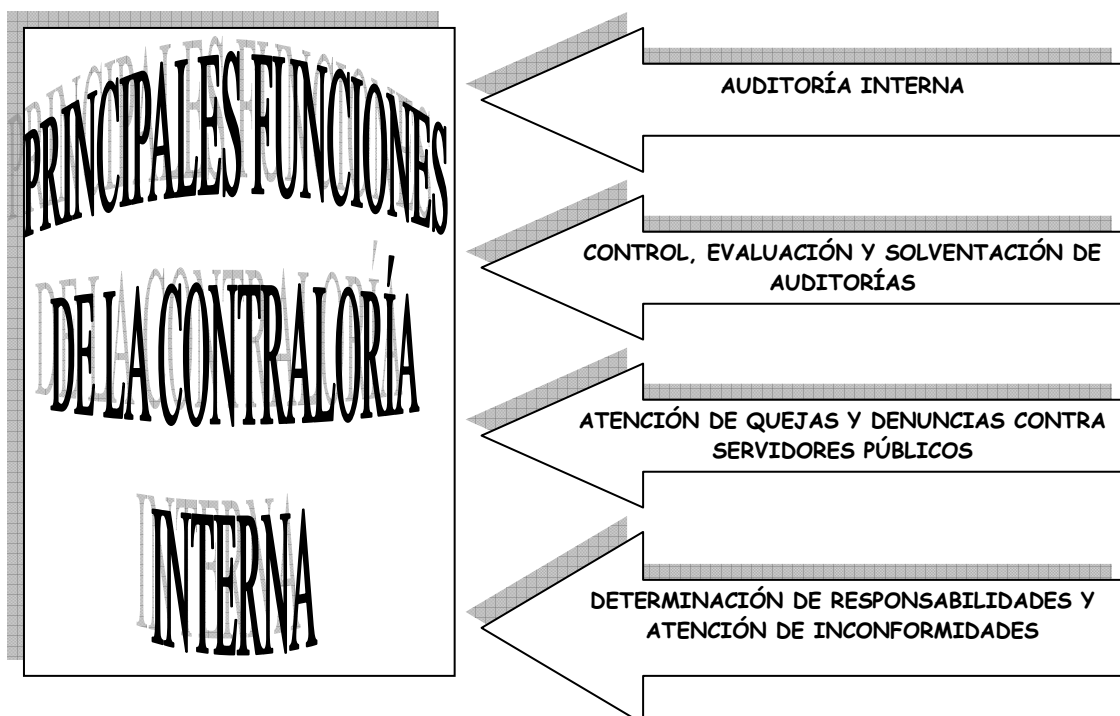 PRINCIPALES FUNCIONES
DE LA CONTRALORÍA
INTERNA
AUDITORÍA INTERNA
CONTROL, EVALUACIÓN Y SOLVENTACIÓN DE
AUDITORÍAS
ATENCIÓN DE QUEJAS Y DENUNCIAS CONTRA
SERVIDORES PÚBLICOS
DETERMINACIÓN DE RESPONSABILIDADES Y
ATENCIÓN DE INCONFORMIDADES